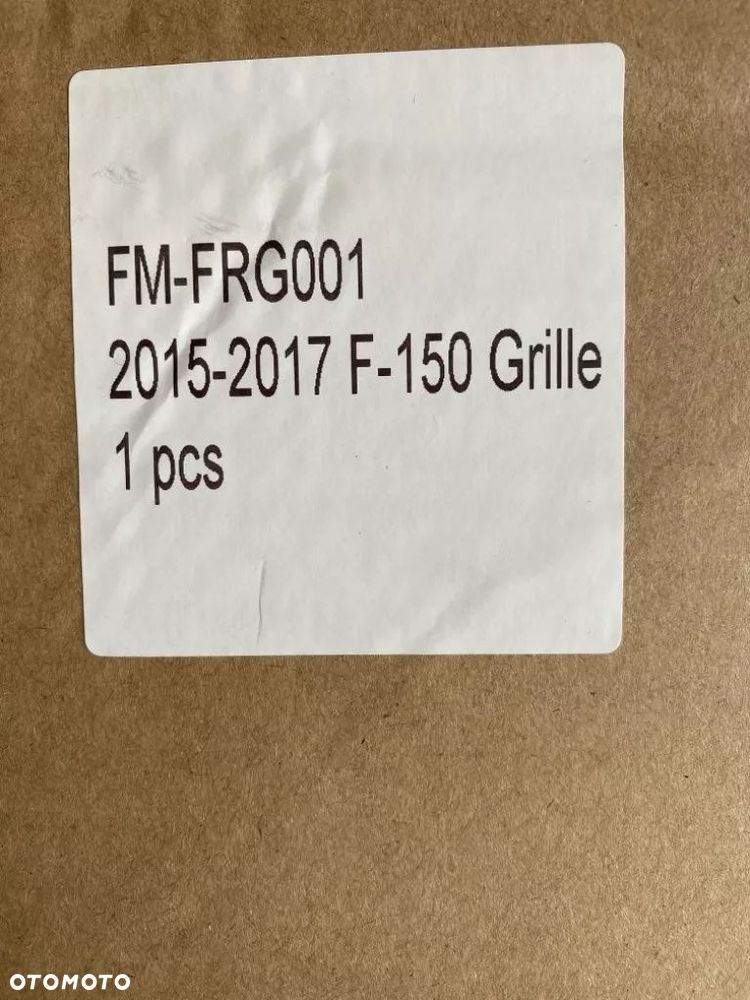 FM-FRG001
2015-2017 F-150 Grille
1 pcs
OTOMOTO